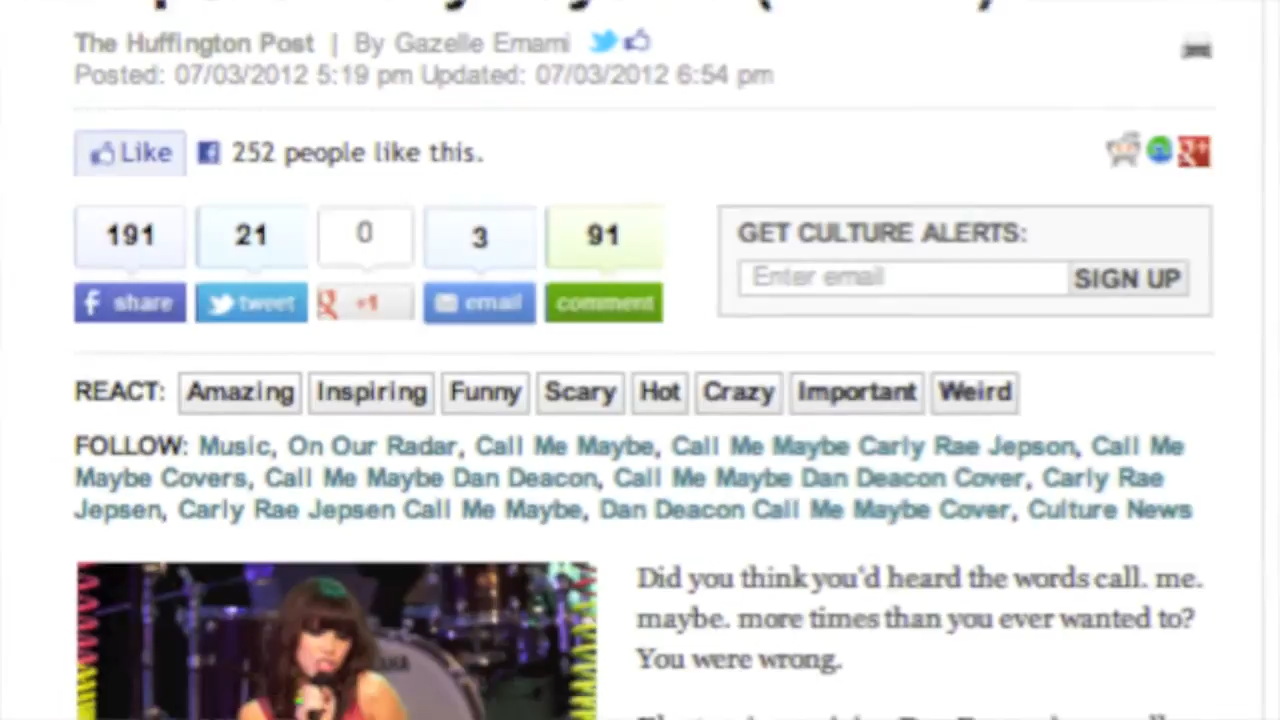 The Huffington Post | By Gazelle Emami
Posted: 07/03/2012 5:19 pm Updated: 07/03/2012 6:54 pm
Like 252 people like this.
191 21 0 3 91
share tweet +1 email comment
GET CULTURE ALERTS:
Enter email SIGN UP
REACT: Amazing Inspiring Funny Scary Hot Crazy Important Weird
FOLLOW: Music, On Our Radar, Call Me Maybe, Call Me Maybe Carly Rae Jepson, Call Me
Maybe Covers, Call Me Maybe Dan Deacon, Call Me Maybe Dan Deacon Cover, Carly Rae
Jepsen, Carly Rae Jepsen Call Me Maybe, Dan Deacon Call Me Maybe Cover, Culture News
Did you think you'd heard the words call. me.
maybe. more times than you ever wanted to?
You were wrong.